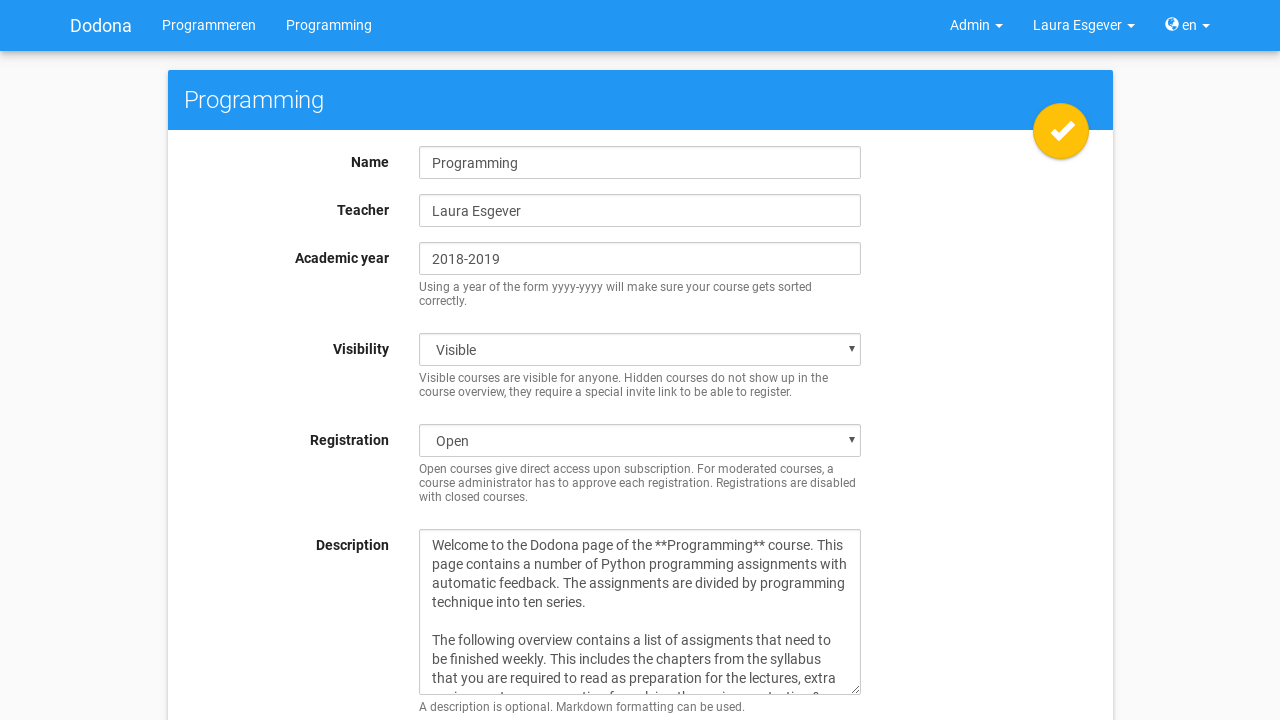 Dodona Programmeren Programming Admin Laura Esgever en
Programming
Name Programming
Teacher Laura Esgever
Academic year 2018-2019
Using a year of the form yyyy-yyyy will make sure your course gets sorted
correctly.
Visibility Visible
Visible courses are visible for anyone. Hidden courses do not show up in the
course overview, they require a special invite link to be able to register.
Registration Open
Open courses give direct access upon subscription. For moderated courses, a
course administrator has to approve each registration. Registrations are disabled
with closed courses.
Description Welcome to the Dodona page of the **Programming** course. This
page contains a number of Python programming assignments with
automatic feedback. The assignments are divided by programming
technique into ten series.
The following overview contains a list of assigments that need to
be finished weekly. This includes the chapters from the syllabus
that you are required to read as preparation for the lectures, extra
A description is optional. Markdown formatting can be used.